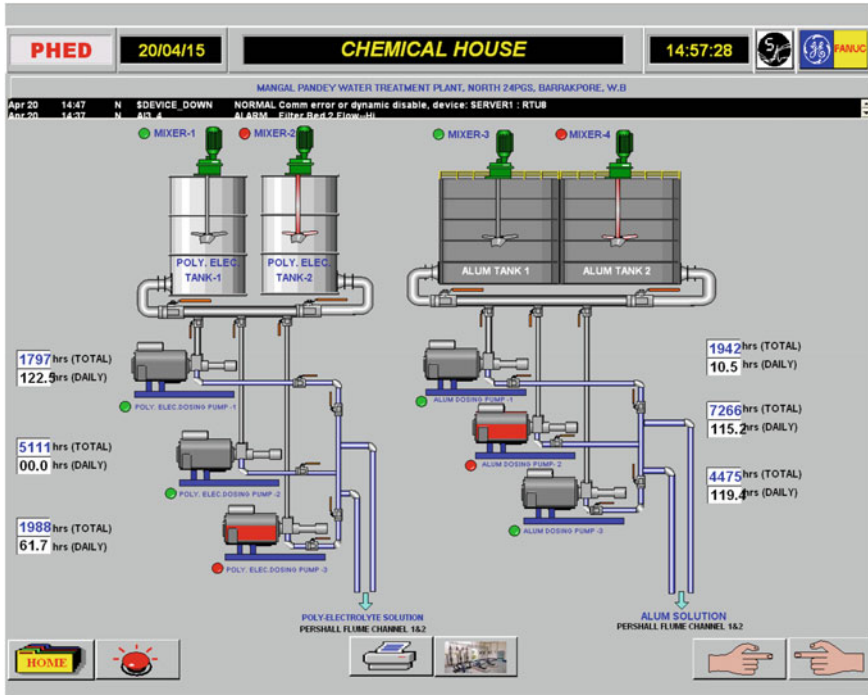 PHED
20/04/15
CHEMICAL HOUSE
14:57:28
FANUC
MANGAL PANDEY WATER TREATMENT PLANT, NORTH 24PGS, BARRAKPORE, W.B
Apr 20 14:47 N $DEVICE_DOWN NORMAL Comm error or dynamic disable, device: SERVER1 : RTU8
Apr 20 14:37 N AI3_4 ALARM Filter Bed 2 Flow--Hi
MIXER-1
MIXER-2
MIXER-3
MIXER-4
POLY. ELEC.
TANK-1
POLY. ELEC.
TANK-2
ALUM TANK 1
ALUM TANK 2
1797 hrs (TOTAL)
122.5 hrs (DAILY)
POLY. ELEC.DOSING PUMP -1
5111 hrs (TOTAL)
00.0 hrs (DAILY)
POLY. ELEC.DOSING PUMP -2
1988 hrs (TOTAL)
61.7 hrs (DAILY)
POLY. ELEC.DOSING PUMP -3
1942 hrs (TOTAL)
10.5 hrs (DAILY)
ALUM DOSING PUMP -1
7266 hrs (TOTAL)
115.2 hrs (DAILY)
ALUM DOSING PUMP-2
4475 hrs (TOTAL)
119.4 hrs (DAILY)
ALUM DOSING PUMP -3
POLY-ELECTROLYTE SOLUTION
PERSHALL FLUME CHANNEL 1&2
ALUM SOLUTION
PERSHALL FLUME CHANNEL 1&2
HOME